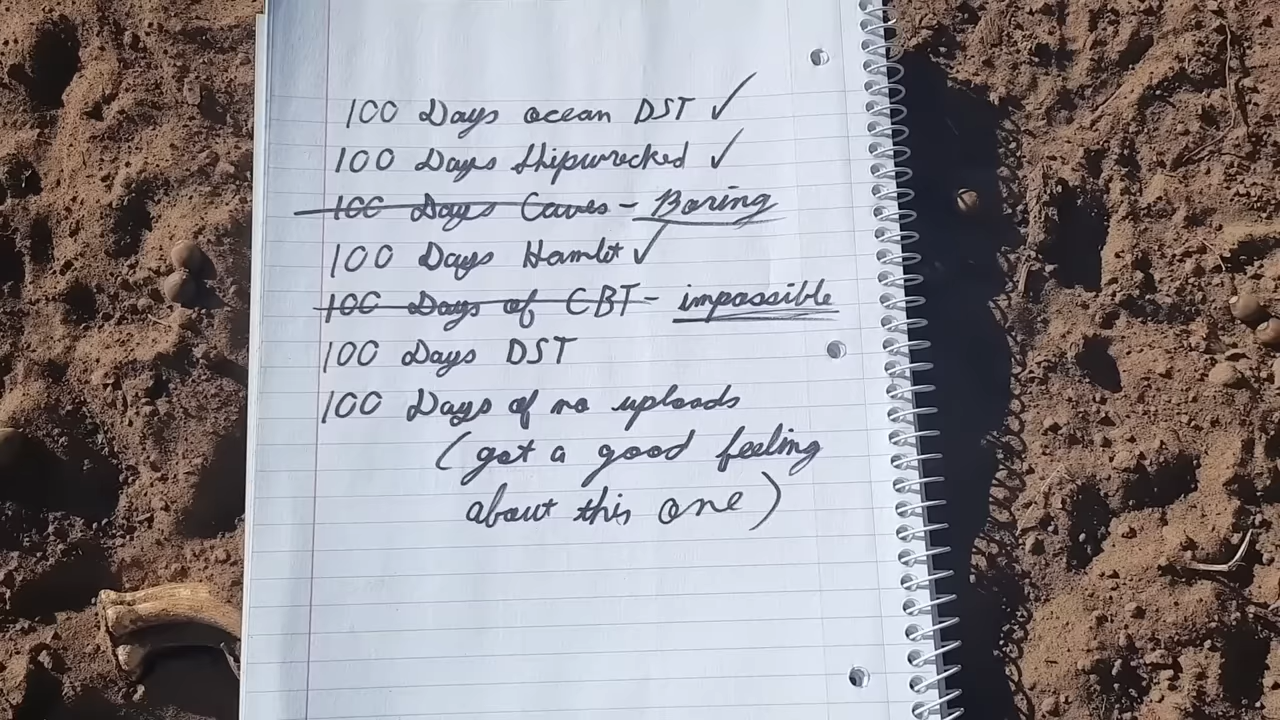 100 Days ocean DST ✓
100 Days Shipwrecked ✓
100 Days Caves - Boring
100 Days Hamlet ✓
100 Days of CBT - impossible
100 Days DST
100 Days of no uploads
(got a good feeling
about this one)